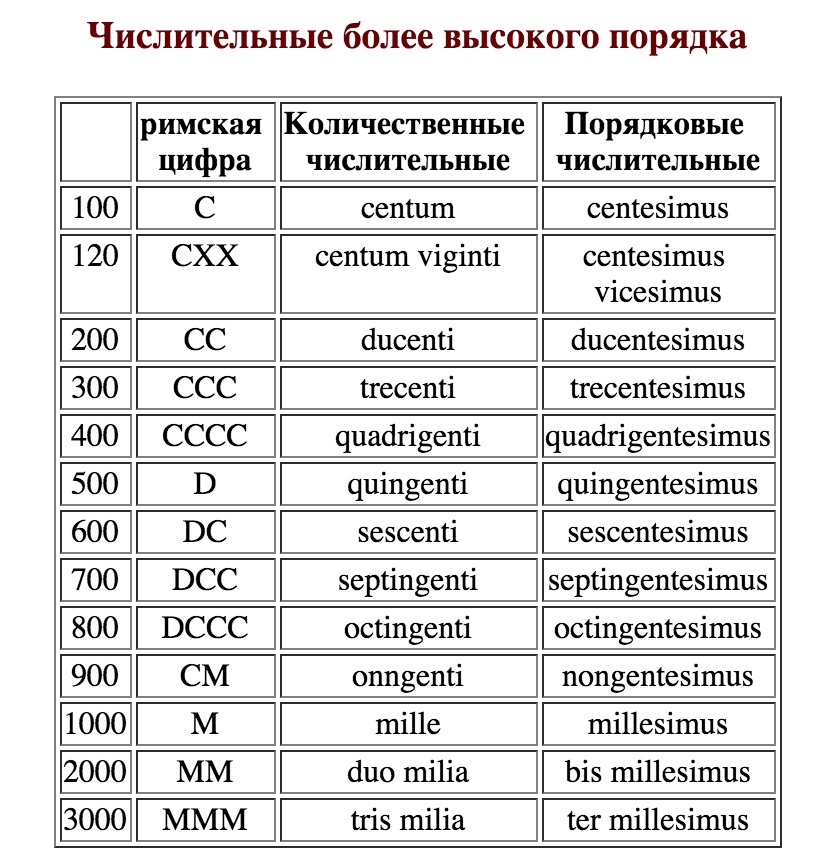 Числительные более высокого порядка
римская цифра Количественные числительные Порядковые числительные
100 C centum centesimus
120 CXX centum viginti centesimus vicesimus
200 CC ducenti ducentesimus
300 CCC trecenti trecentesimus
400 CCCC quadrigenti quadrigentesimus
500 D quingenti quingentesimus
600 DC sescenti sescentesimus
700 DCC septingenti septingentesimus
800 DCCC octingenti octingentesimus
900 CM onngenti nongentesimus
1000 M mille millesimus
2000 MM duo milia bis millesimus
3000 MMM tris milia ter millesimus